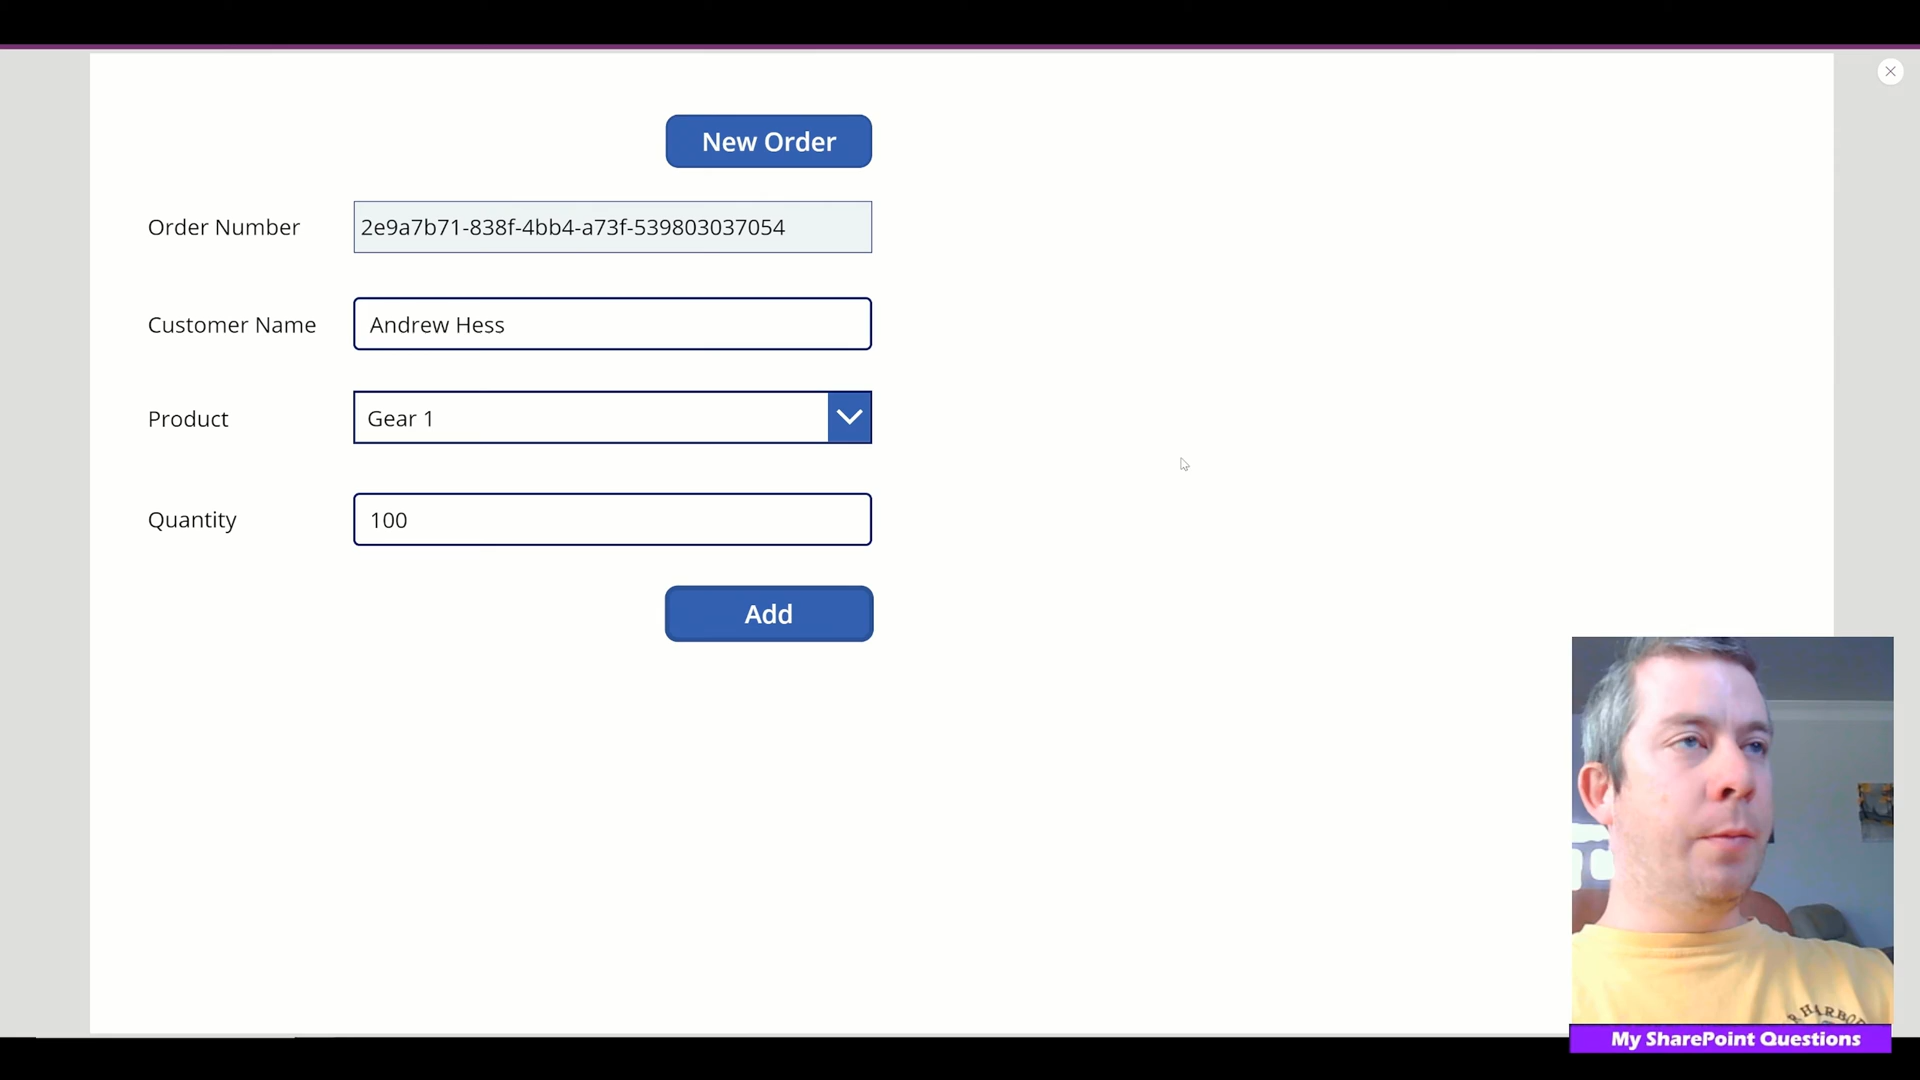 New Order
Order Number 2e9a7b71-838f-4bb4-a73f-539803037054
Customer Name Andrew Hess
Product Gear 1
Quantity 100
Add
R HARBO
My SharePoint Questions